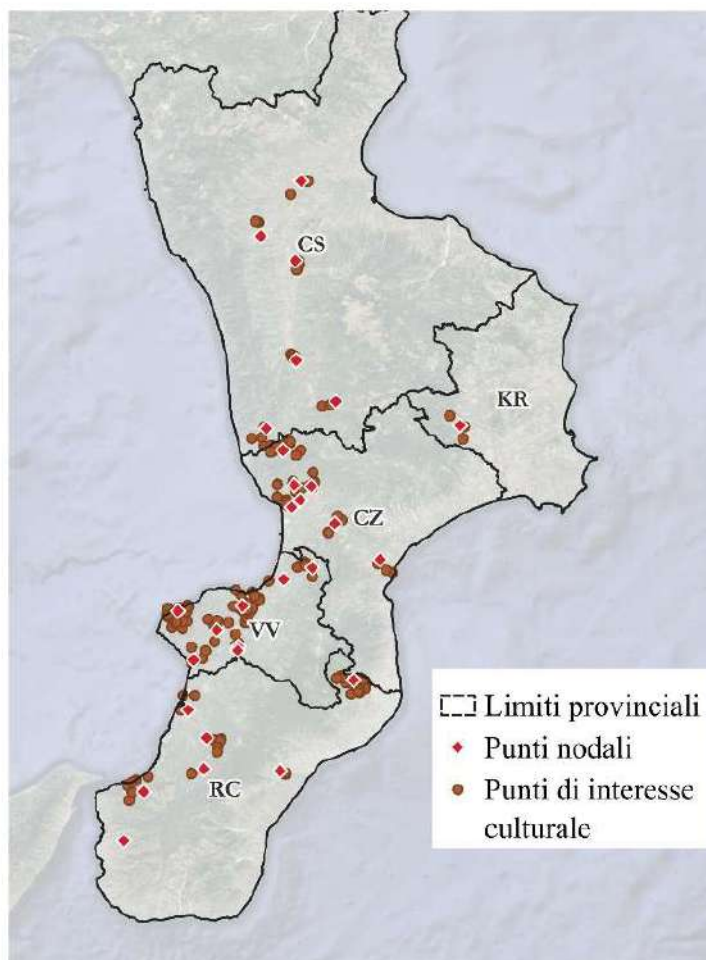 CS
KR
CZ
VV
RC
Limiti provinciali
Punti nodali
Punti di interesse
culturale